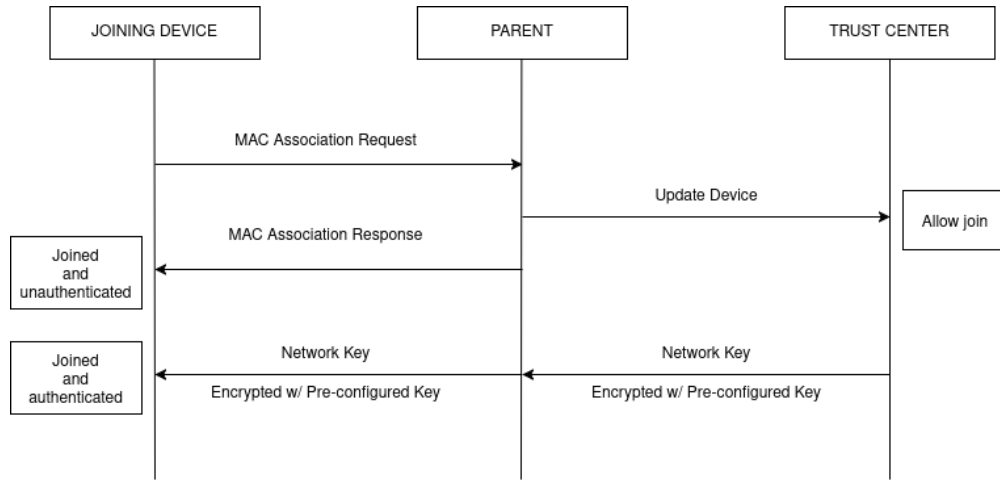 JOINING DEVICE
PARENT
TRUST CENTER
MAC Association Request
Update Device
Allow join
MAC Association Response
Joined
and
unauthenticated
Network Key
Network Key
Joined
and
authenticated
Encrypted w/ Pre-configured Key
Encrypted w/ Pre-configured Key